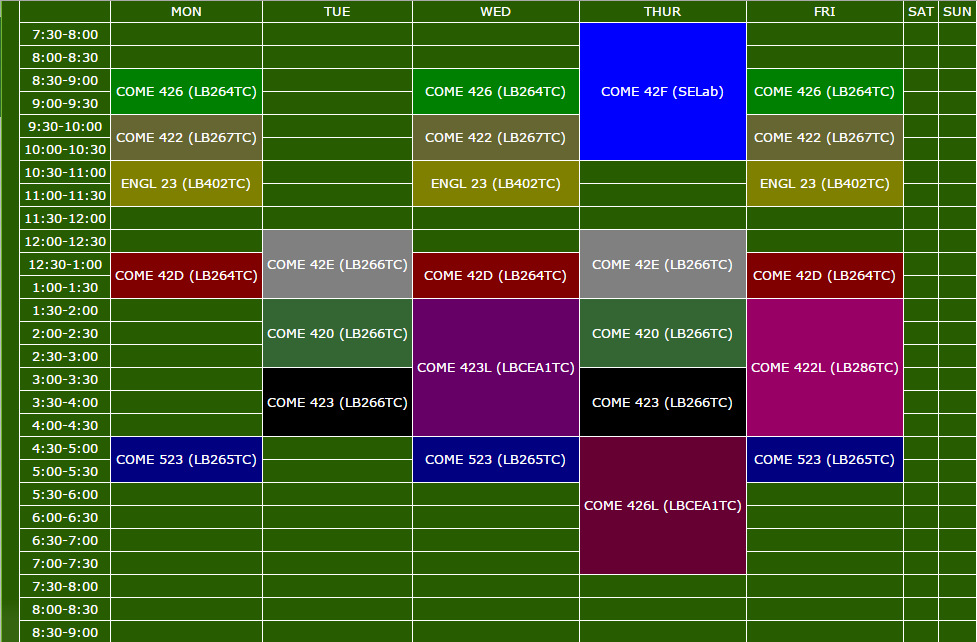 MON TUE WED THUR FRI SAT SUN
7:30-8:00
8:00-8:30
8:30-9:00
COME 426 (LB264TC) COME 426 (LB264TC) COME 42F (SELab) COME 426 (LB264TC)
9:00-9:30
9:30-10:00
COME 422 (LB267TC) COME 422 (LB267TC) COME 422 (LB267TC)
10:00-10:30
10:30-11:00
ENGL 23 (LB402TC) ENGL 23 (LB402TC) ENGL 23 (LB402TC)
11:00-11:30
11:30-12:00
12:00-12:30
12:30-1:00 COME 42E (LB266TC) COME 42E (LB266TC)
COME 42D (LB264TC) COME 42D (LB264TC) COME 42D (LB264TC)
1:00-1:30
1:30-2:00
2:00-2:30 COME 420 (LB266TC) COME 420 (LB266TC)
2:30-3:00
COME 423L (LBCEA1TC) COME 422L (LB286TC)
3:00-3:30
3:30-4:00 COME 423 (LB266TC) COME 423 (LB266TC)
4:00-4:30
4:30-5:00
COME 523 (LB265TC) COME 523 (LB265TC) COME 523 (LB265TC)
5:00-5:30
5:30-6:00
COME 426L (LBCEA1TC)
6:00-6:30
6:30-7:00
7:00-7:30
7:30-8:00
8:00-8:30
8:30-9:00